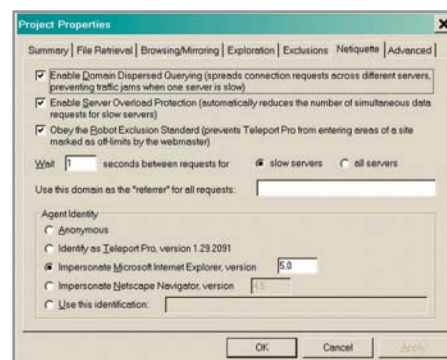 Project Properties
Summary File Retrieval Browsing/Mirroring Exploration Exclusions Netiquette Advanced
Enable Domain Dispersed Querying (spreads connection requests across different servers,
preventing traffic jams when one server is slow)
Enable Server Overload Protection (automatically reduces the number of simultaneous data
requests for slow servers)
Obey the Robot Exclusion Standard (prevents Teleport Pro from entering areas of a site
marked as off-limits by the webmaster)
Wait 1 seconds between requests for slow servers all servers
Use this domain as the "referrer" for all requests:
Agent Identity
Anonymous
Identify as Teleport Pro, version 1.29.2091
Impersonate Microsoft Internet Explorer, version 5.0
Impersonate Netscape Navigator, version 4.5
Use this identification:
OK Cancel Apply